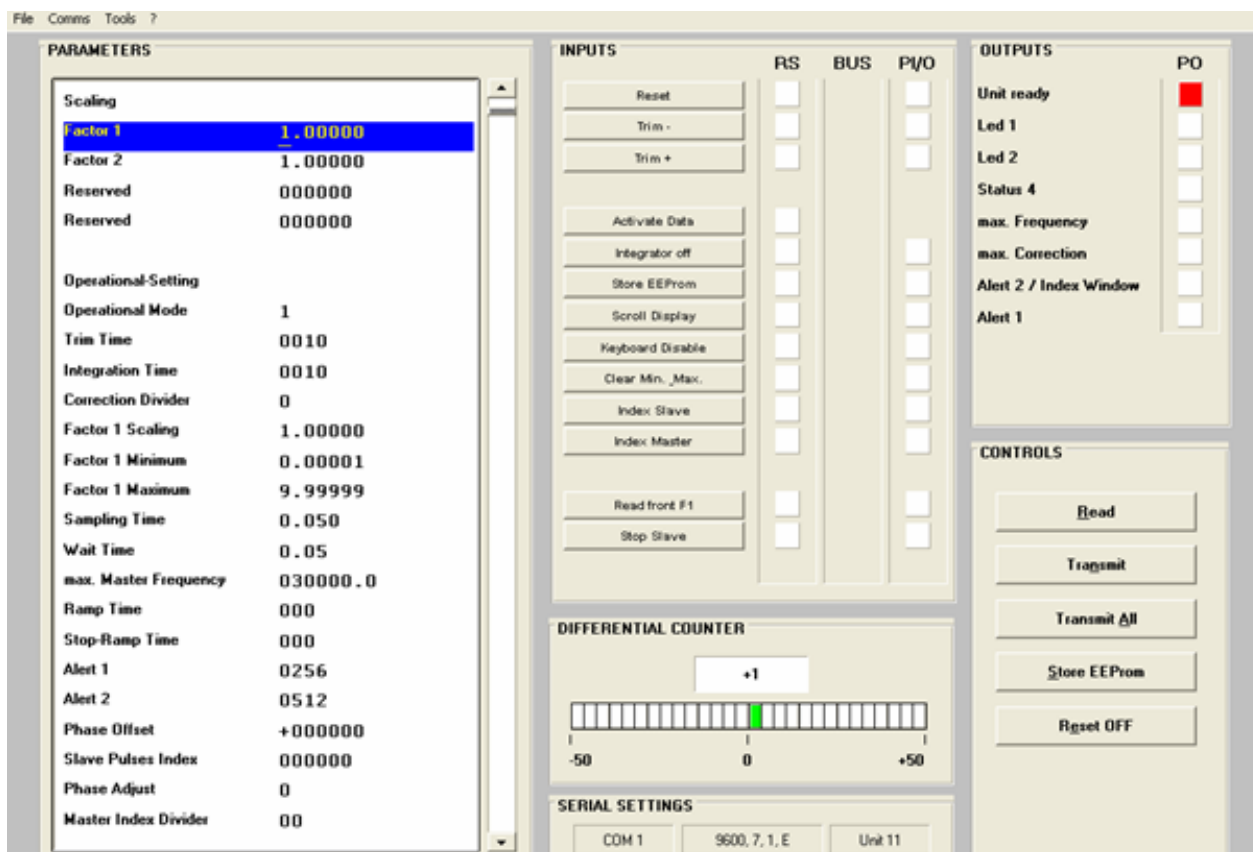 File Comms Tools ?
PARAMETERS
Scaling
Factor 1 1.00000
Factor 2 1.00000
Reserved 000000
Reserved 000000
Operational-Setting
Operational Mode 1
Trim Time 0010
Integration Time 0010
Correction Divider 0
Factor 1 Scaling 1.00000
Factor 1 Minimum 0.00001
Factor 1 Maximum 9.99999
Sampling Time 0.050
Wait Time 0.05
max. Master Frequency 030000.0
Ramp Time 000
Stop-Ramp Time 000
Alert 1 0256
Alert 2 0512
Phase Offset +000000
Slave Pulses Index 000000
Phase Adjust 0
Master Index Divider 00
INPUTS
RS BUS PI/O
Reset
Trim -
Trim +
Activate Data
Integrator off
Store EEProm
Scroll Display
Keyboard Disable
Clear Min. _Max.
Index Slave
Index Master
Read front F1
Stop Slave
DIFFERENTIAL COUNTER
+1
-50 0 +50
SERIAL SETTINGS
COM 1 9600, 7, 1, E Unit 11
OUTPUTS
PO
Unit ready
Led 1
Led 2
Status 4
max. Frequency
max. Correction
Alert 2 / Index Window
Alert 1
CONTROLS
Read
Transmit
Transmit All
Store EEProm
Reset OFF